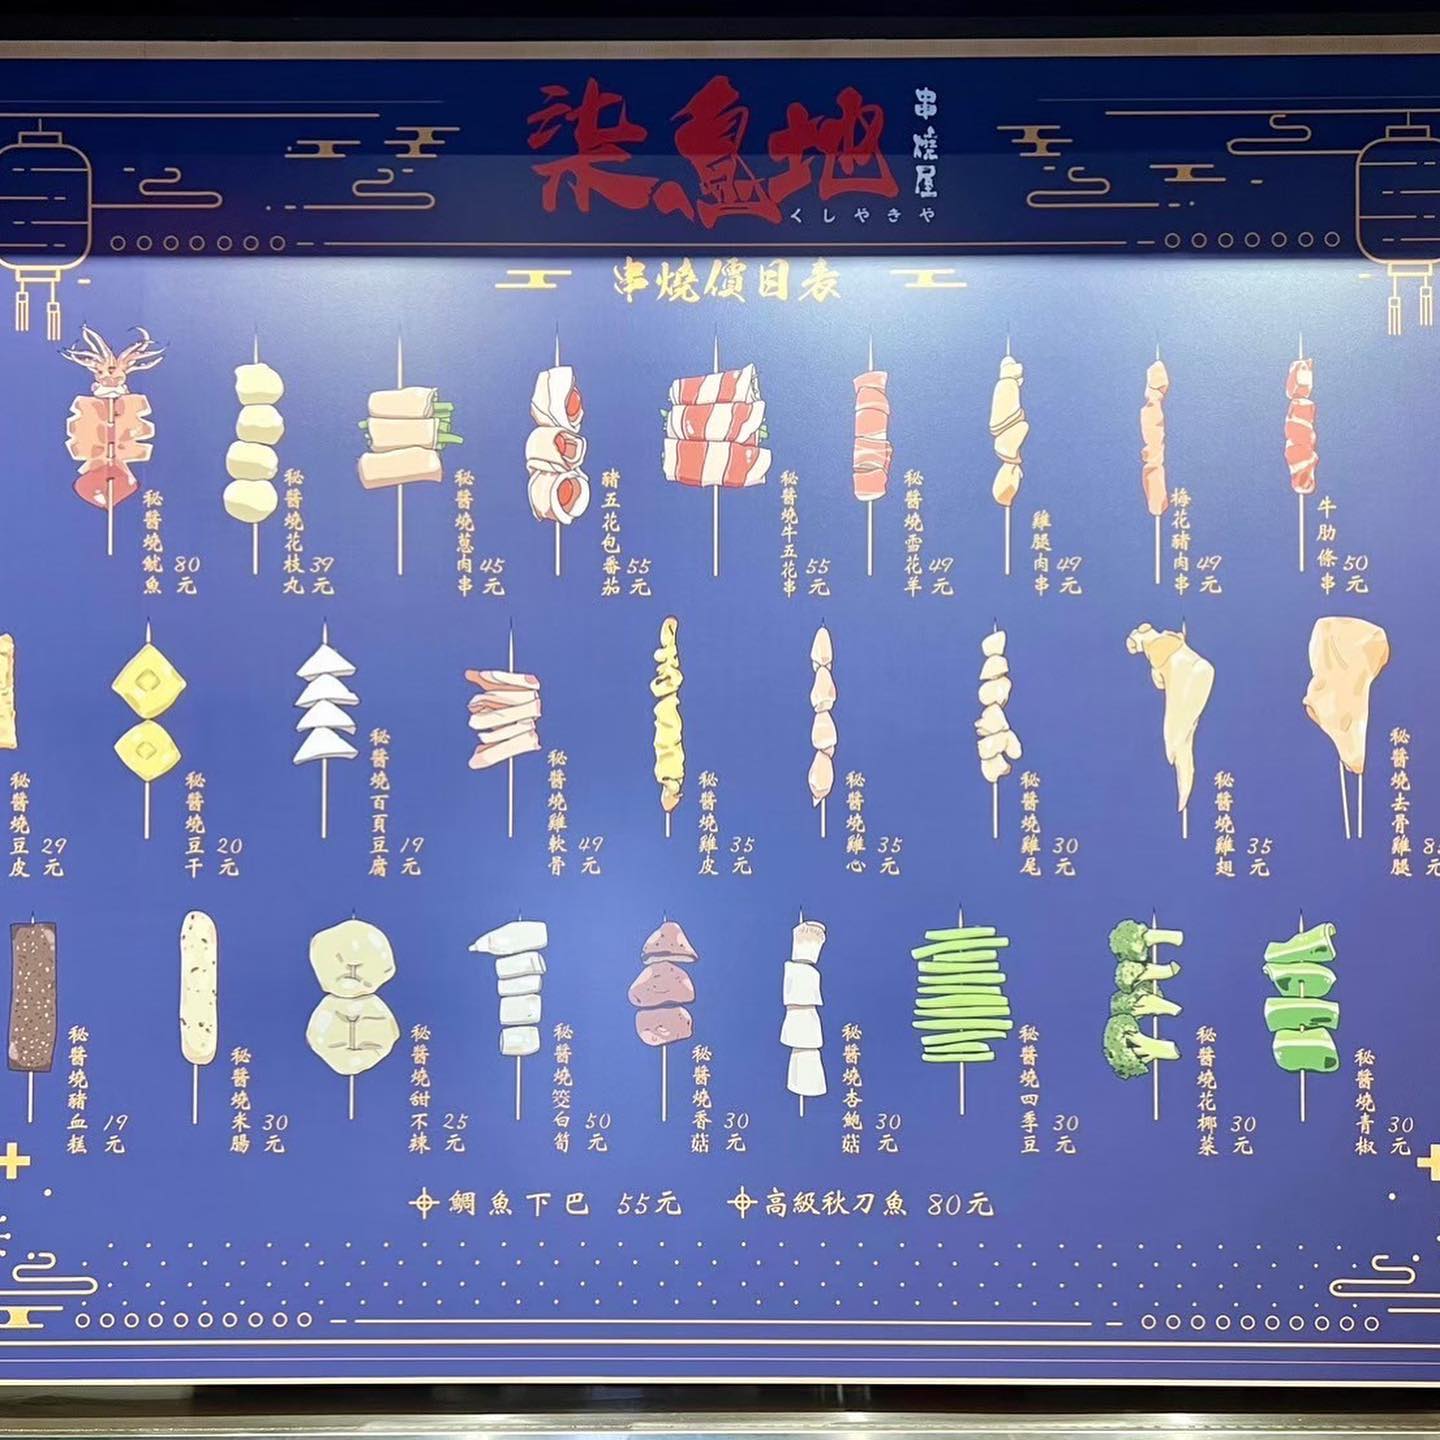 柒息地
串燒屋
くしやきや
串燒價目表
秘醬燒魷魚 80元
秘醬燒花枝丸 39元
秘醬燒蔥肉串 45元
豬五花包番茄 55元
秘醬燒牛五花串 55元
秘醬燒雪花羊 49元
雞腿肉串 49元
梅花豬肉串 49元
牛肋條串 50元
秘醬燒豆皮 29元
秘醬燒豆干 20元
秘醬燒百頁豆腐 19元
秘醬燒雞軟骨 49元
秘醬燒雞皮 35元
秘醬燒雞心 35元
秘醬燒雞尾 30元
秘醬燒雞翅 35元
秘醬燒去骨雞腿
秘醬燒豬血糕 19元
秘醬燒米腸 30元
秘醬燒甜不辣 25元
秘醬燒筊白筍 50元
秘醬燒香菇 30元
秘醬燒杏鮑菇 30元
秘醬燒四季豆 30元
秘醬燒花椰菜 30元
秘醬燒青椒 30元
鯛魚下巴 55元 高級秋刀魚 80元